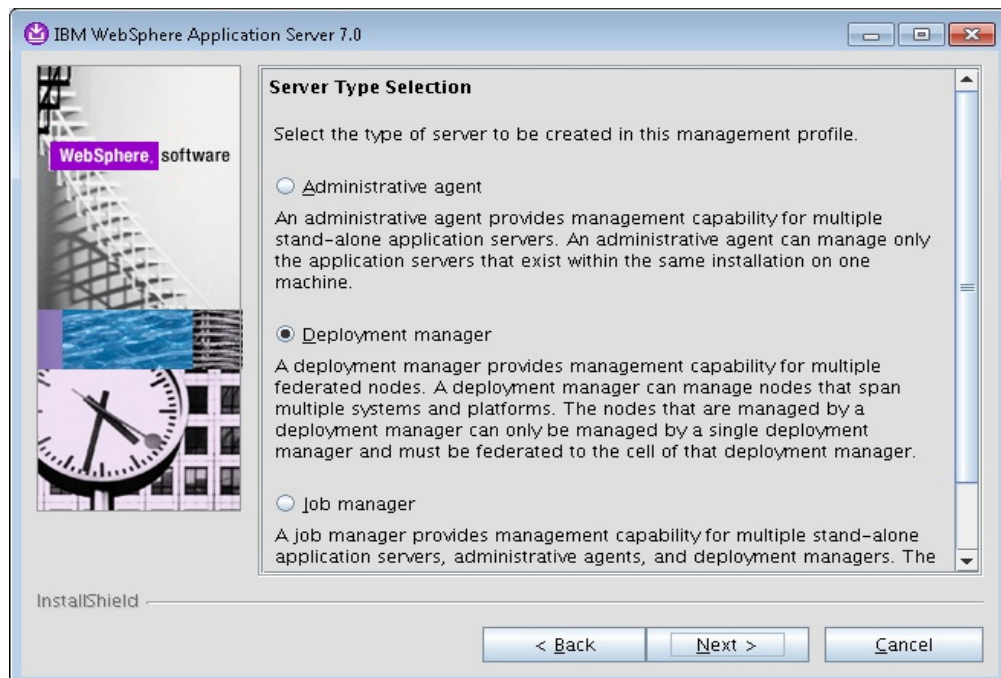 IBM WebSphere Application Server 7.0
WebSphere. software
Server Type Selection
Select the type of server to be created in this management profile.
Administrative agent
An administrative agent provides management capability for multiple
stand-alone application servers. An administrative agent can manage only
the application servers that exist within the same installation on one
machine.
Deployment manager
A deployment manager provides management capability for multiple
federated nodes. A deployment manager can manage nodes that span
multiple systems and platforms. The nodes that are managed by a
deployment manager can only be managed by a single deployment
manager and must be federated to the cell of that deployment manager.
Job manager
A job manager provides management capability for multiple stand-alone
application servers, administrative agents, and deployment managers. The
InstallShield
< Back
Next >
Cancel